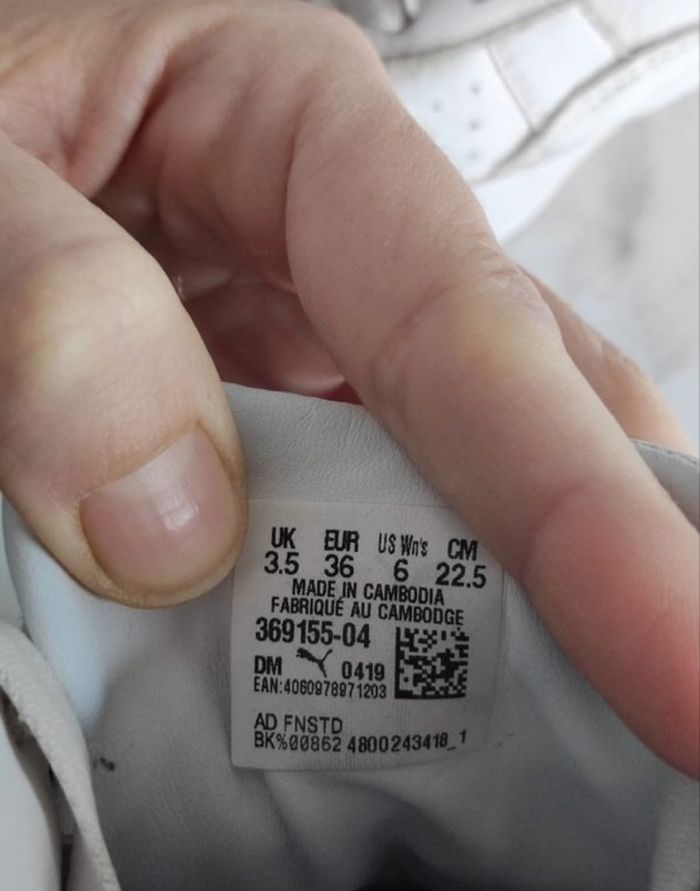 UK EUR US Wn's CM
3.5 36 6 22.5
MADE IN CAMBODIA
FABRIQUÉ AU CAMBODGE
369155-04
DM 0419
EAN:4060978971203
AD FNSTD
BK%00862 4800243418_1